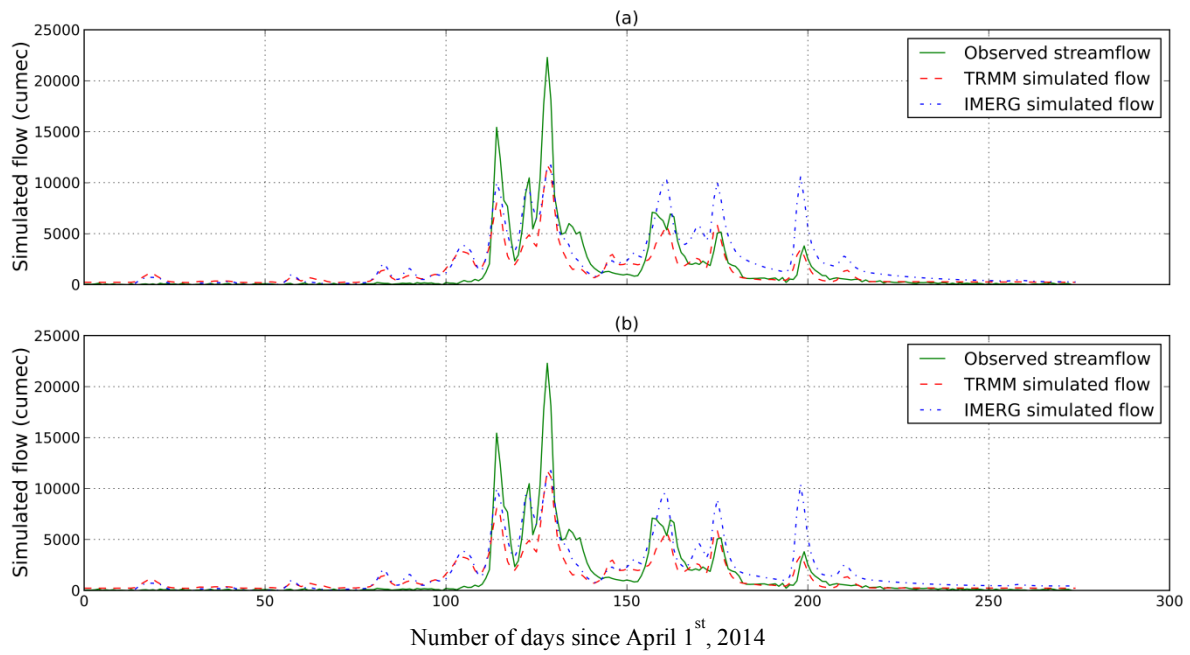 (a)
25000
20000
15000
10000
5000
0
Simulated flow (cumec)
Observed streamflow
TRMM simulated flow
IMERG simulated flow
(b)
25000
20000
15000
10000
5000
0
Simulated flow (cumec)
Observed streamflow
TRMM simulated flow
IMERG simulated flow
0 50 100 150 200 250 300
Number of days since April 1st, 2014